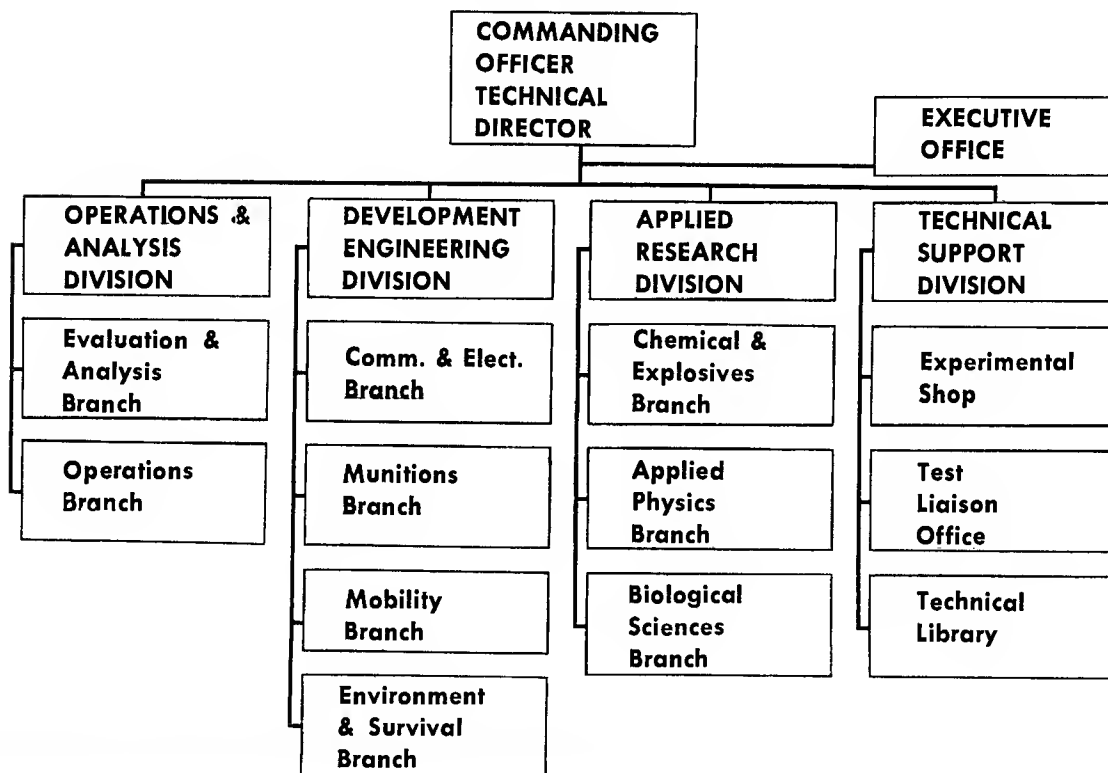 COMMANDING
OFFICER
TECHNICAL
DIRECTOR
EXECUTIVE
OFFICE
OPERATIONS &
ANALYSIS
DIVISION
Evaluation &
Analysis
Branch
Operations
Branch
DEVELOPMENT
ENGINEERING
DIVISION
Comm. & Elect.
Branch
Munitions
Branch
Mobility
Branch
Environment
& Survival
Branch
APPLIED
RESEARCH
DIVISION
Chemical &
Explosives
Branch
Applied
Physics
Branch
Biological
Sciences
Branch
TECHNICAL
SUPPORT
DIVISION
Experimental
Shop
Test
Liaison
Office
Technical
Library